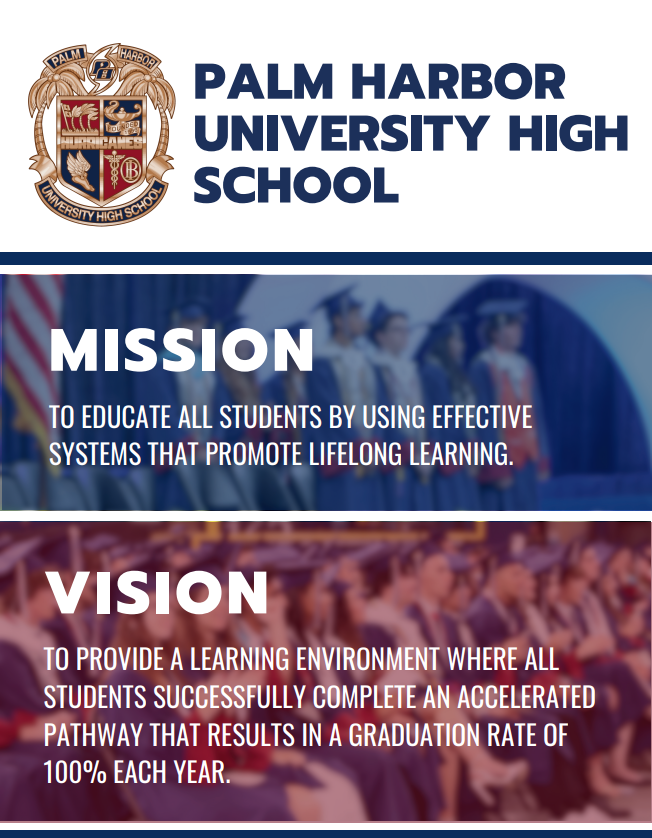 PALM HARBOR
PH
HURRICANES
IB
UNIVERSITY HIGH SCHOOL
PALM HARBOR
UNIVERSITY HIGH
SCHOOL
MISSION
TO EDUCATE ALL STUDENTS BY USING EFFECTIVE
SYSTEMS THAT PROMOTE LIFELONG LEARNING.
VISION
TO PROVIDE A LEARNING ENVIRONMENT WHERE ALL
STUDENTS SUCCESSFULLY COMPLETE AN ACCELERATED
PATHWAY THAT RESULTS IN A GRADUATION RATE OF
100% EACH YEAR.